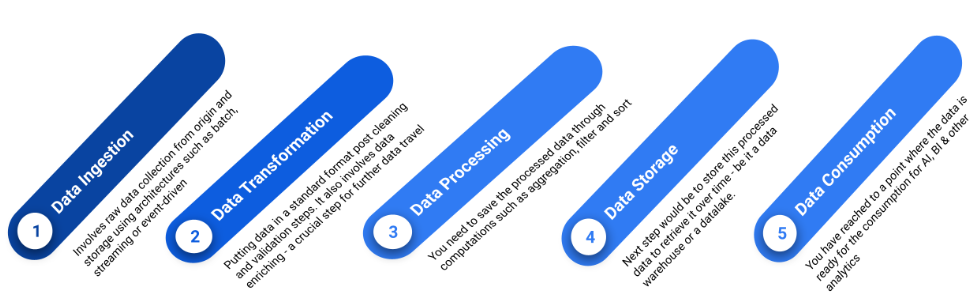 1
Data Ingestion
Involves raw data collection from origin and
storage using architectures such as batch,
streaming or event-driven
2
Data Transformation
Putting data in a standard format post cleaning
and validation steps. It also involves data
enriching - a crucial step for further data travel
3
Data Processing
You need to save the processed data through
computations such as aggregation, filter and sort
4
Data Storage
Next step would be to store this processed
data to retrieve it over time - be it a data
warehouse or a datalake.
5
Data Consumption
You have reached to a point where the data is
ready for the consumption for AI, BI & other
analytics